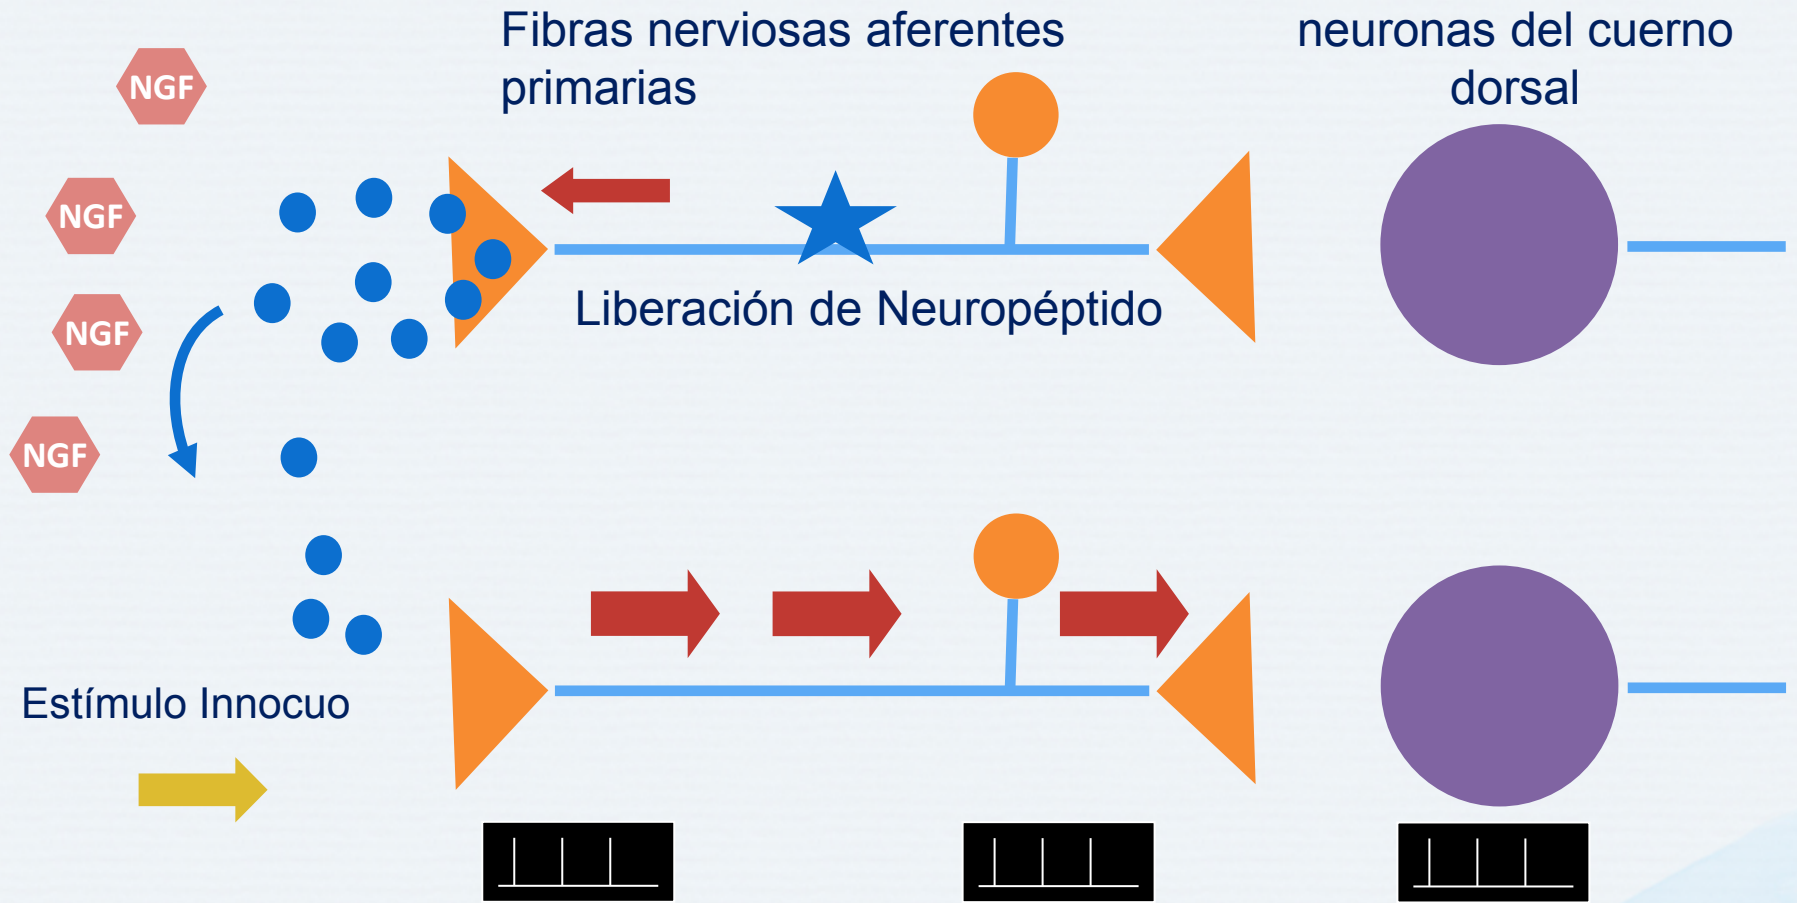 Fibras nerviosas aferentes
primarias
neuronas del cuerno
dorsal
NGF
NGF
NGF
NGF
Liberación de Neuropéptido
Estímulo Innocuo